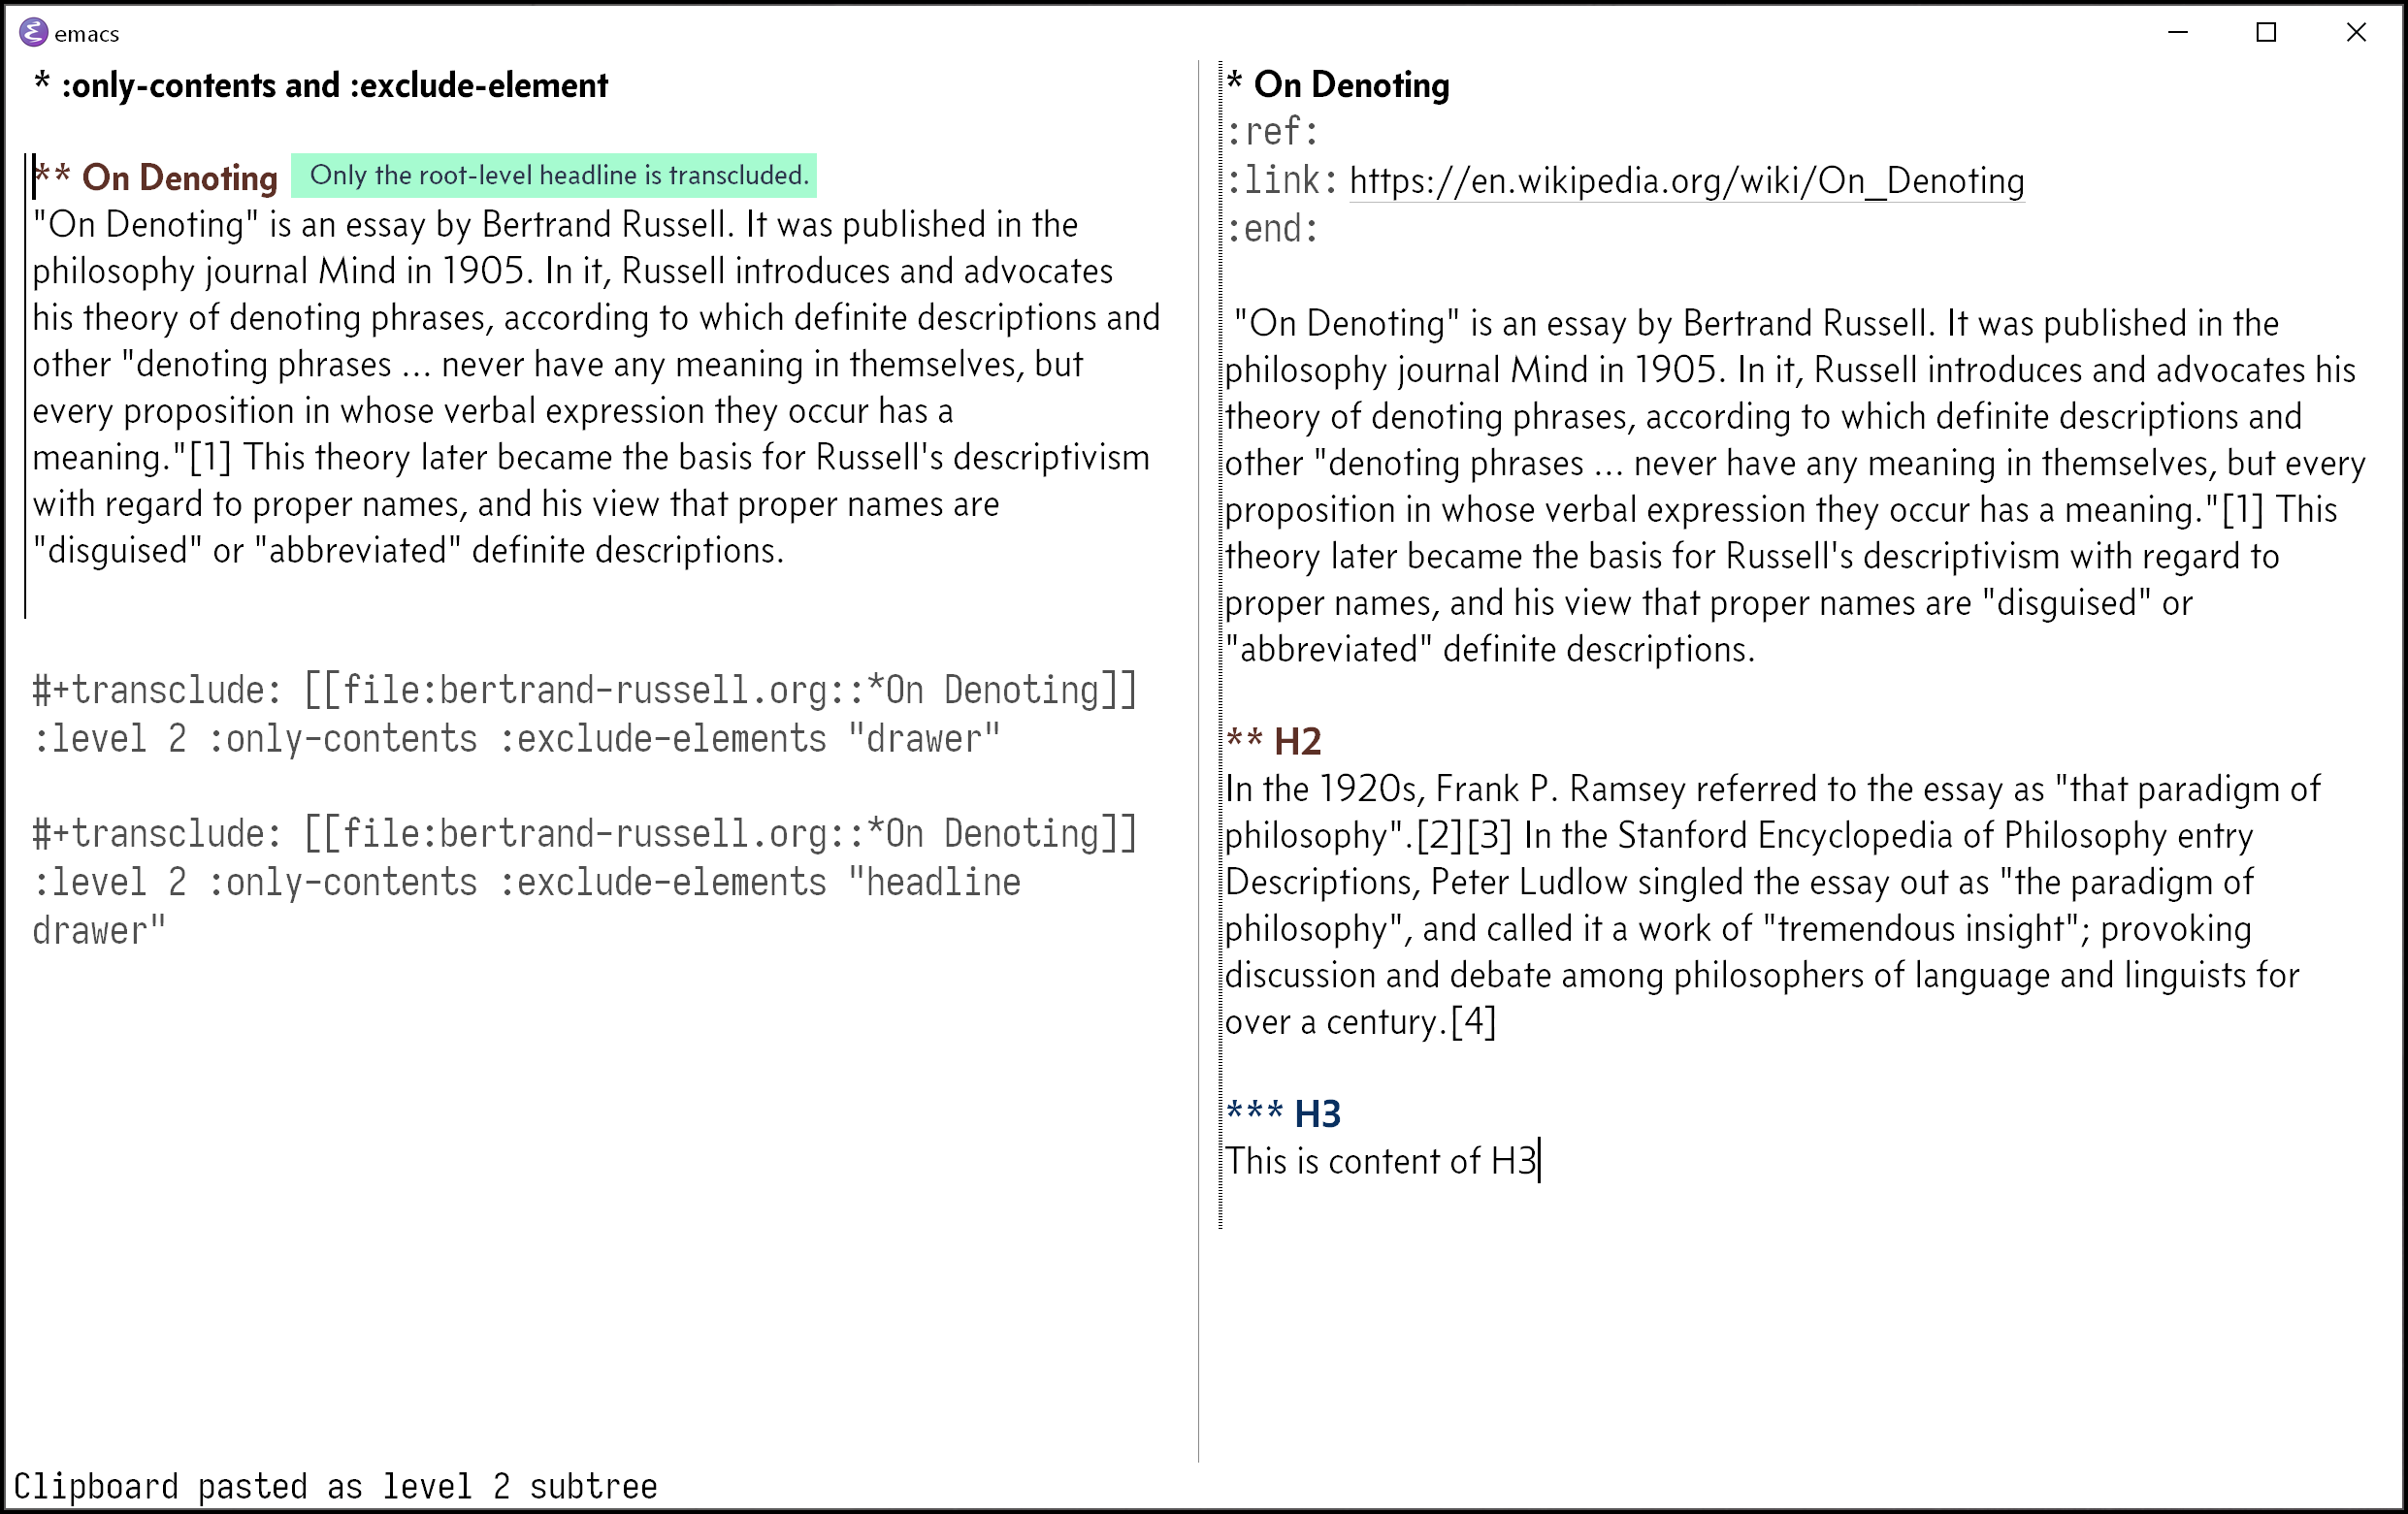 emacs
* :only-contents and :exclude-element
** On Denoting Only the root-level headline is transcluded.
"On Denoting" is an essay by Bertrand Russell. It was published in the
philosophy journal Mind in 1905. In it, Russell introduces and advocates
his theory of denoting phrases, according to which definite descriptions and
other "denoting phrases ... never have any meaning in themselves, but
every proposition in whose verbal expression they occur has a
meaning."[1] This theory later became the basis for Russell's descriptivism
with regard to proper names, and his view that proper names are
"disguised" or "abbreviated" definite descriptions.
#+transclude: [[file:bertrand-russell.org::*On Denoting]]
:level 2 :only-contents :exclude-elements "drawer"
#+transclude: [[file:bertrand-russell.org::*On Denoting]]
:level 2 :only-contents :exclude-elements "headline
drawer"
* On Denoting
:ref:
:link: https://en.wikipedia.org/wiki/On_Denoting
:end:
"On Denoting" is an essay by Bertrand Russell. It was published in the
philosophy journal Mind in 1905. In it, Russell introduces and advocates his
theory of denoting phrases, according to which definite descriptions and
other "denoting phrases ... never have any meaning in themselves, but every
proposition in whose verbal expression they occur has a meaning."[1] This
theory later became the basis for Russell's descriptivism with regard to
proper names, and his view that proper names are "disguised" or
"abbreviated" definite descriptions.
** H2
In the 1920s, Frank P. Ramsey referred to the essay as "that paradigm of
philosophy".[2][3] In the Stanford Encyclopedia of Philosophy entry
Descriptions, Peter Ludlow singled the essay out as "the paradigm of
philosophy", and called it a work of "tremendous insight"; provoking
discussion and debate among philosophers of language and linguists for
over a century.[4]
*** H3
This is content of H3
Clipboard pasted as level 2 subtree